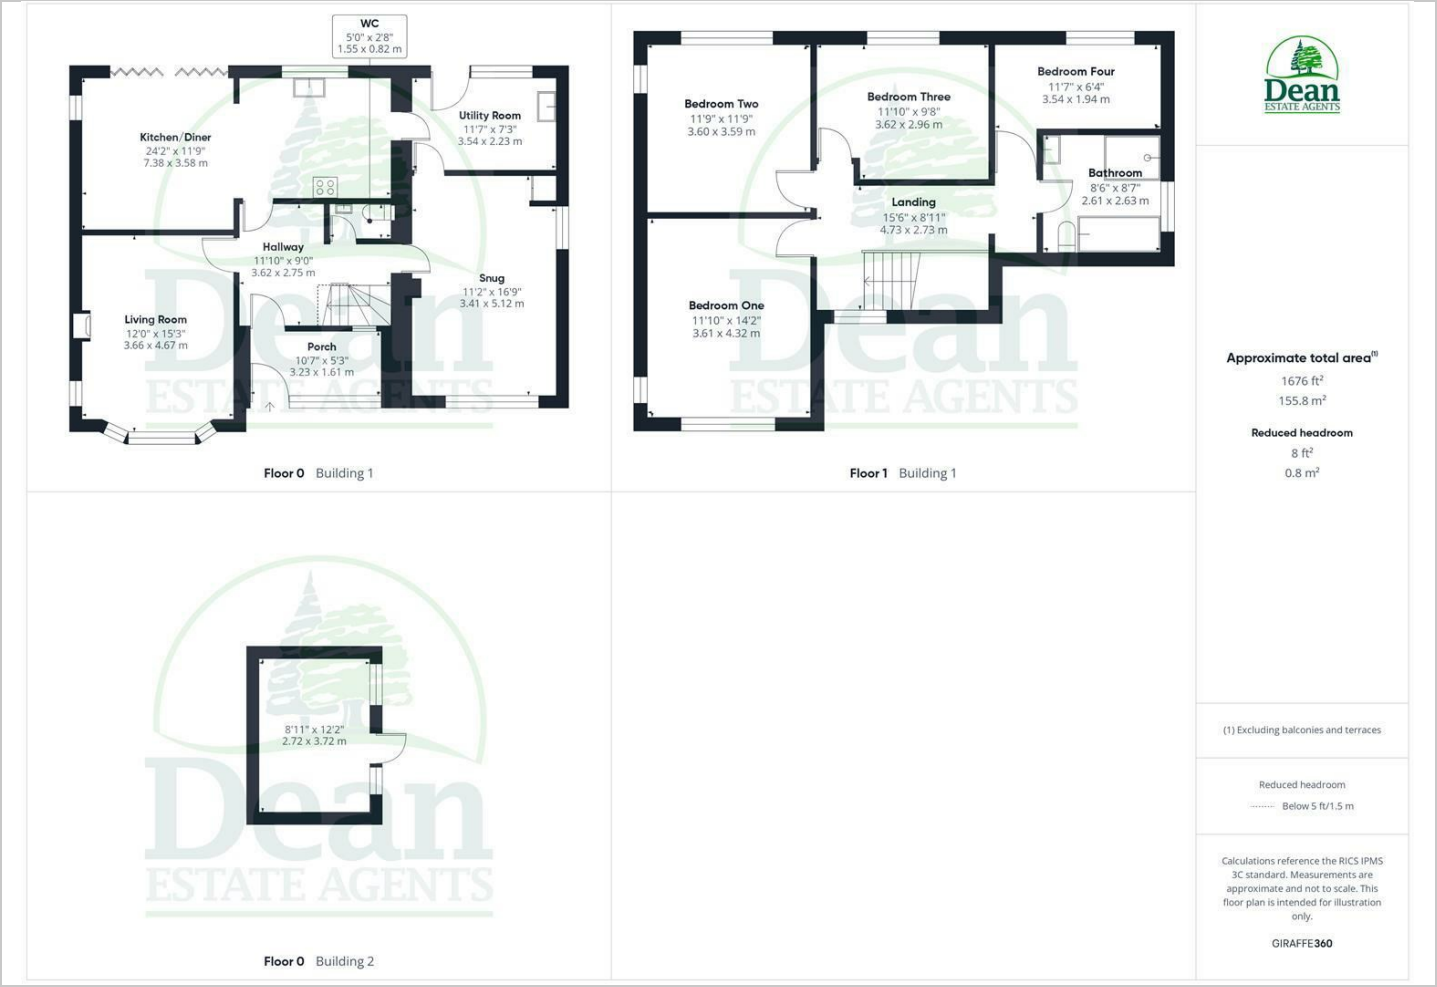 WC
5'0" x 2'8"
1.55 x 0.82 m
Kitchen/Diner
24'2" x 11'9"
7.38 x 3.58 m
Utility Room
11'7" x 7'3"
3.54 x 2.23 m
Hallway
11'10" x 9'0"
3.62 x 2.75 m
Snug
11'2" x 16'9"
3.41 x 5.12 m
Living Room
12'0" x 15'3"
3.66 x 4.67 m
Porch
10'7" x 5'3"
3.23 x 1.61 m
Dean
ESTATE AGENTS
Floor 0 Building 1
Bedroom Two
11'9" x 11'9"
3.60 x 3.59 m
Bedroom Three
11'10" x 9'8"
3.62 x 2.96 m
Bedroom Four
11'7" x 6'4"
3.54 x 1.94 m
Bathroom
8'6" x 8'7"
2.61 x 2.63 m
Landing
15'6" x 8'11"
4.73 x 2.73 m
Bedroom One
11'10" x 14'2"
3.61 x 4.32 m
Dean
ESTATE AGENTS
Floor 1 Building 1
8'11" x 12'2"
2.72 x 3.72 m
Dean
ESTATE AGENTS
Floor 0 Building 2
Dean
ESTATE AGENTS
Approximate total area(1)
1676 ft²
155.8 m²
Reduced headroom
8 ft²
0.8 m²
(1) Excluding balconies and terraces
Reduced headroom
Below 5 ft/1.5 m
Calculations reference the RICS IPMS
3C standard. Measurements are
approximate and not to scale. This
floor plan is intended for illustration
only.
GIRAFFE360